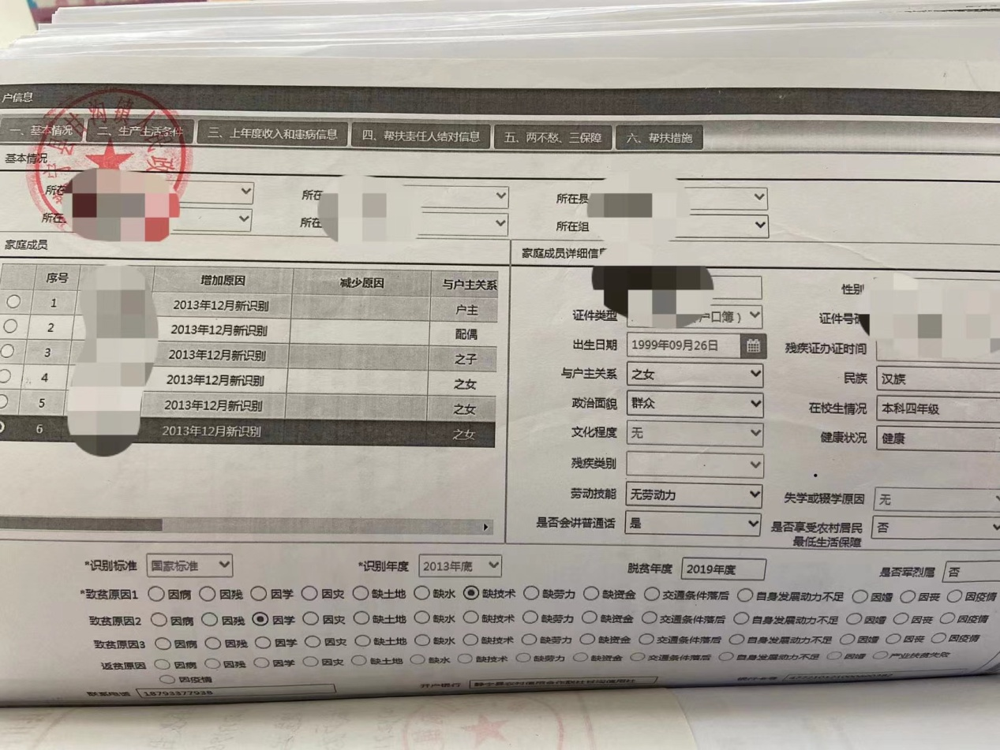 户信息
一、基本情况 二、生产生活条件 三、上年度收入和患病信息 四、帮扶责任人结对信息 五、两不愁、三保障 六、帮扶措施
基本情况
所在 所在 所在县
所在 所在 所在组
家庭成员 家庭成员详细信息
序号 增加原因 减少原因 与户主关系
1 2013年12月新识别 户主
2 2013年12月新识别 配偶
3 2013年12月新识别 之子
4 2013年12月新识别 之女
5 2013年12月新识别 之女
6 2013年12月新识别 之女
性别
证件类型 户口簿） 证件号码
出生日期 1999年09月26日 残疾证办证时间
与户主关系 之女 民族 汉族
政治面貌 群众 在校生情况 本科四年级
文化程度 无 健康状况 健康
残疾类别
劳动技能 无劳动力 失学或辍学原因 无
是否会讲普通话 是 是否享受农村居民最低生活保障 否
*识别标准 国家标准 *识别年度 2013年底 脱贫年度 2019年度 是否军烈属 否
*致贫原因1 因病 因残 因学 因灾 缺土地 缺水 缺技术 缺劳力 缺资金 交通条件落后 自身发展动力不足 因婚 因丧 因疫情
致贫原因2 因病 因残 因学 因灾 缺土地 缺水 缺技术 缺劳力 缺资金 交通条件落后 自身发展动力不足 因婚 因丧 因疫情
致贫原因3 因病 因残 因学 因灾 缺土地 缺水 缺技术 缺劳力 缺资金 交通条件落后 自身发展动力不足 因婚 因丧 因疫情
返贫原因 因病 因残 因学 因灾 缺土地 缺水 缺技术 缺劳力 缺资金 交通条件落后 自身发展动力不足 因婚 产业扶贫失败
因疫情
联系电话 18793377938 开户银行 银行卡号